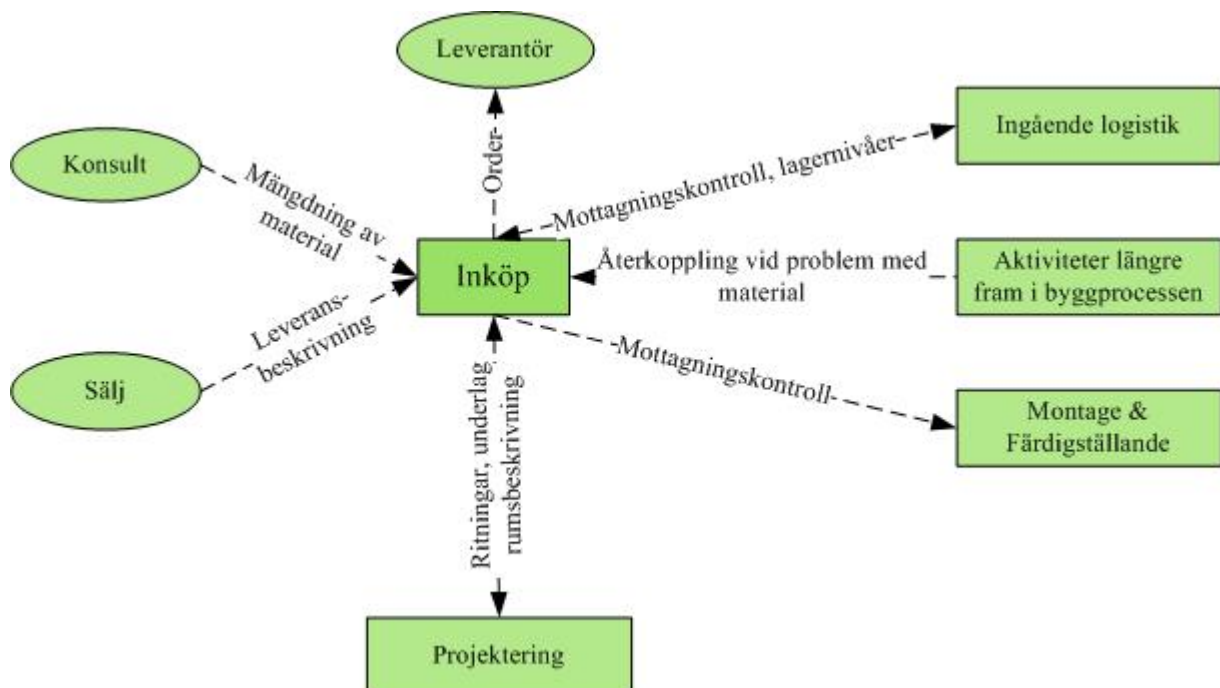 Leverantör
Konsult
Order
Ingående logistik
Mängdning av
material
Mottagningskontroll, lagernivåer
Inköp
Återkoppling vid problem med
material
Aktiviteter längre
fram i byggprocessen
Leverans-
beskrivning
Sälj
Mottagningskontroll
Montage &
Färdigställande
Ritningar, underlag
rumsbeskrivning
Projektering